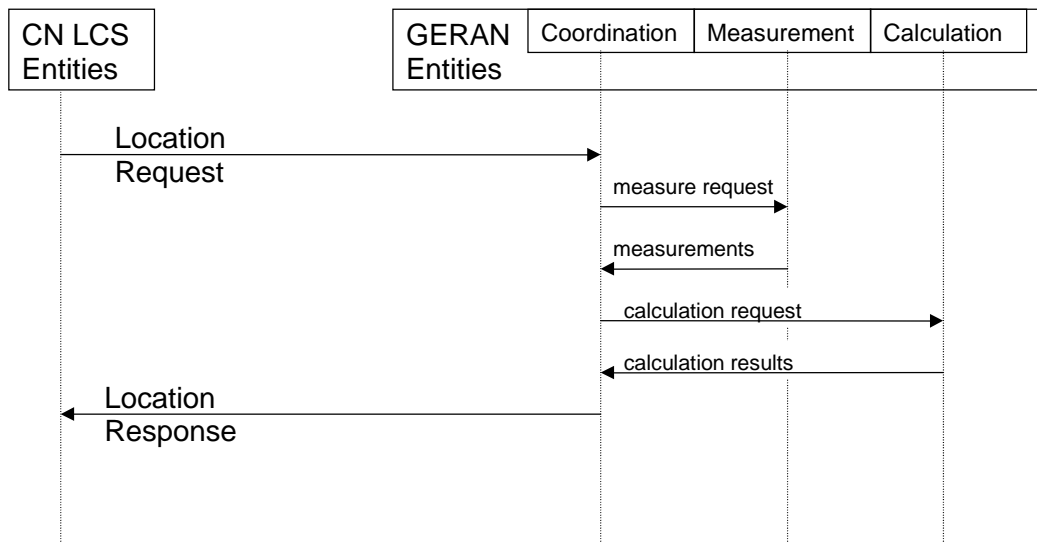 CN LCS
Entities
GERAN
Entities
Coordination
Measurement
Calculation
Location
Request
measure request
measurements
calculation request
calculation results
Location
Response